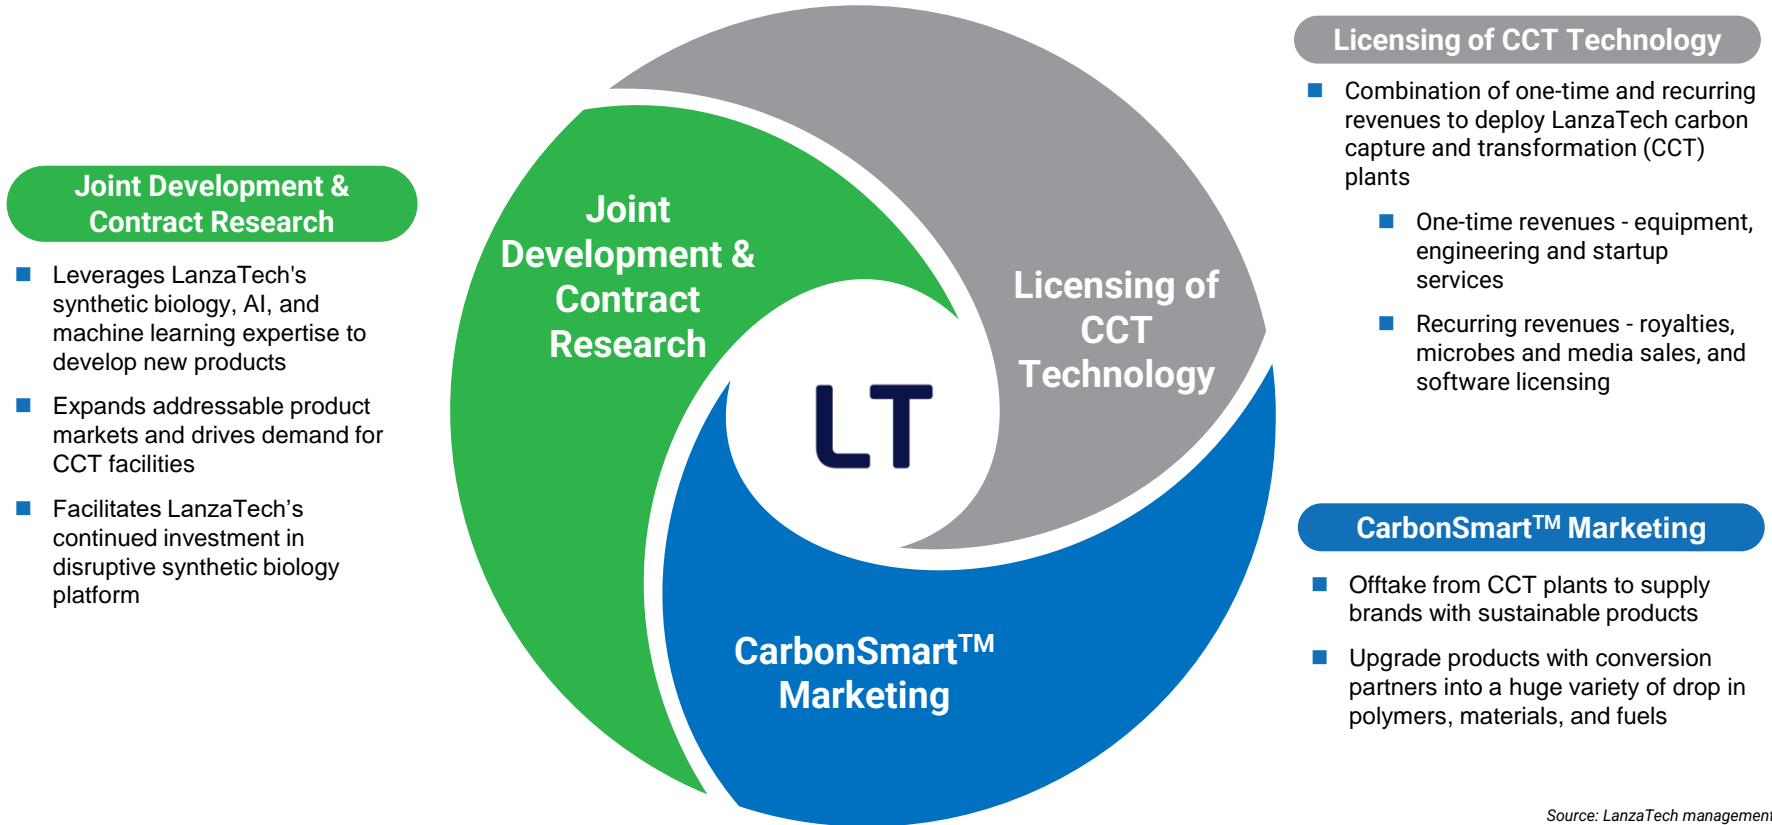 Joint Development &
Contract Research
■ Leverages LanzaTech's
synthetic biology, AI, and
machine learning expertise to
develop new products
■ Expands addressable product
markets and drives demand for
CCT facilities
■ Facilitates LanzaTech’s
continued investment in
disruptive synthetic biology
platform
Joint
Development &
Contract
Research
Licensing of
CCT
Technology
LT
CarbonSmart™
Marketing
Licensing of CCT Technology
■ Combination of one-time and recurring
revenues to deploy LanzaTech carbon
capture and transformation (CCT)
plants
■ One-time revenues - equipment,
engineering and startup
services
■ Recurring revenues - royalties,
microbes and media sales, and
software licensing
CarbonSmart™ Marketing
■ Offtake from CCT plants to supply
brands with sustainable products
■ Upgrade products with conversion
partners into a huge variety of drop in
polymers, materials, and fuels
Source: LanzaTech management